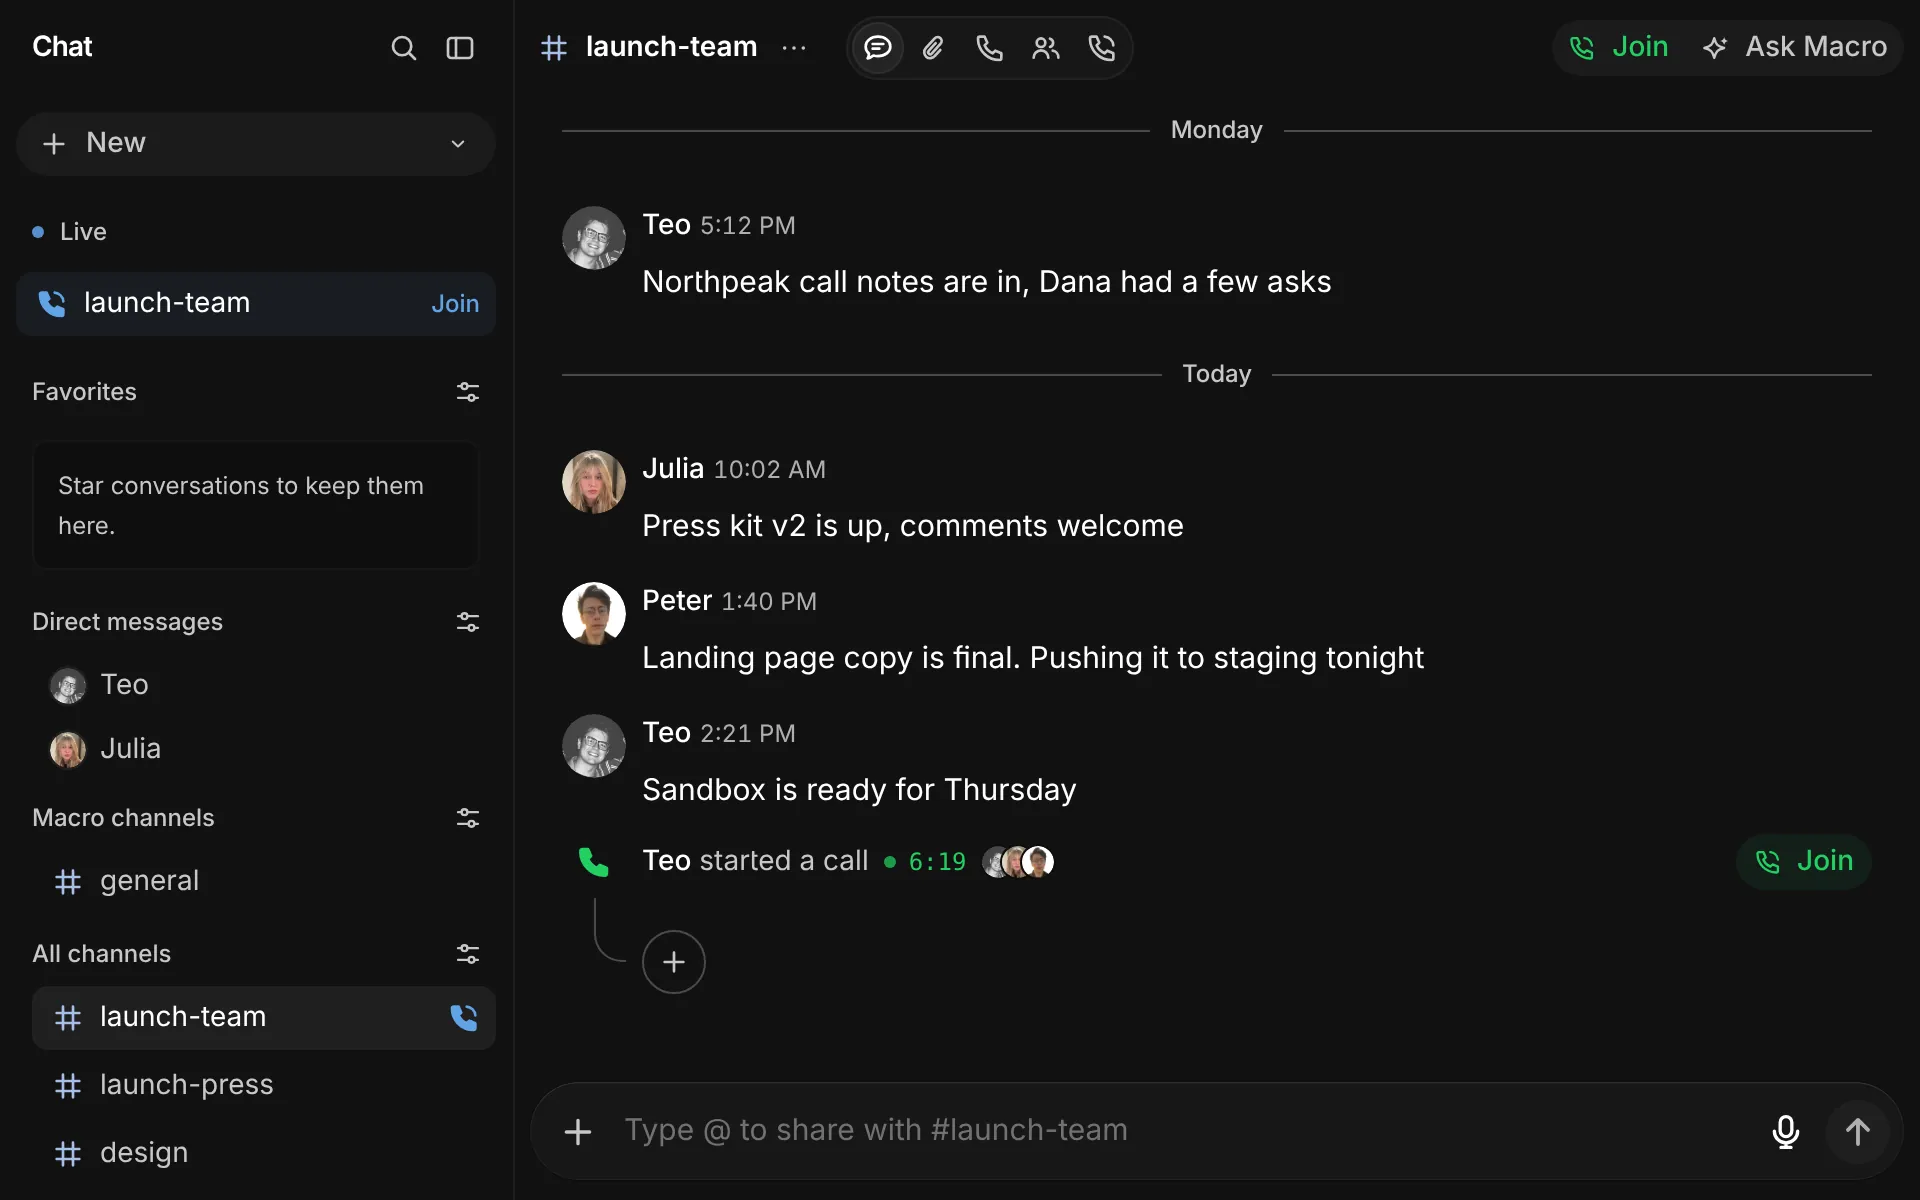 Chat
New
Live
launch-team
Join
Favorites
Star conversations to keep them
here.
Direct messages
Teo
Julia
Macro channels
general
All channels
launch-team
launch-press
design
launch-team
Join
Ask Macro
Monday
Teo 5:12 PM
Northpeak call notes are in, Dana had a few asks
Today
Julia 10:02 AM
Press kit v2 is up, comments welcome
Peter 1:40 PM
Landing page copy is final. Pushing it to staging tonight
Teo 2:21 PM
Sandbox is ready for Thursday
Teo started a call 6:19
Join
Type @ to share with #launch-team